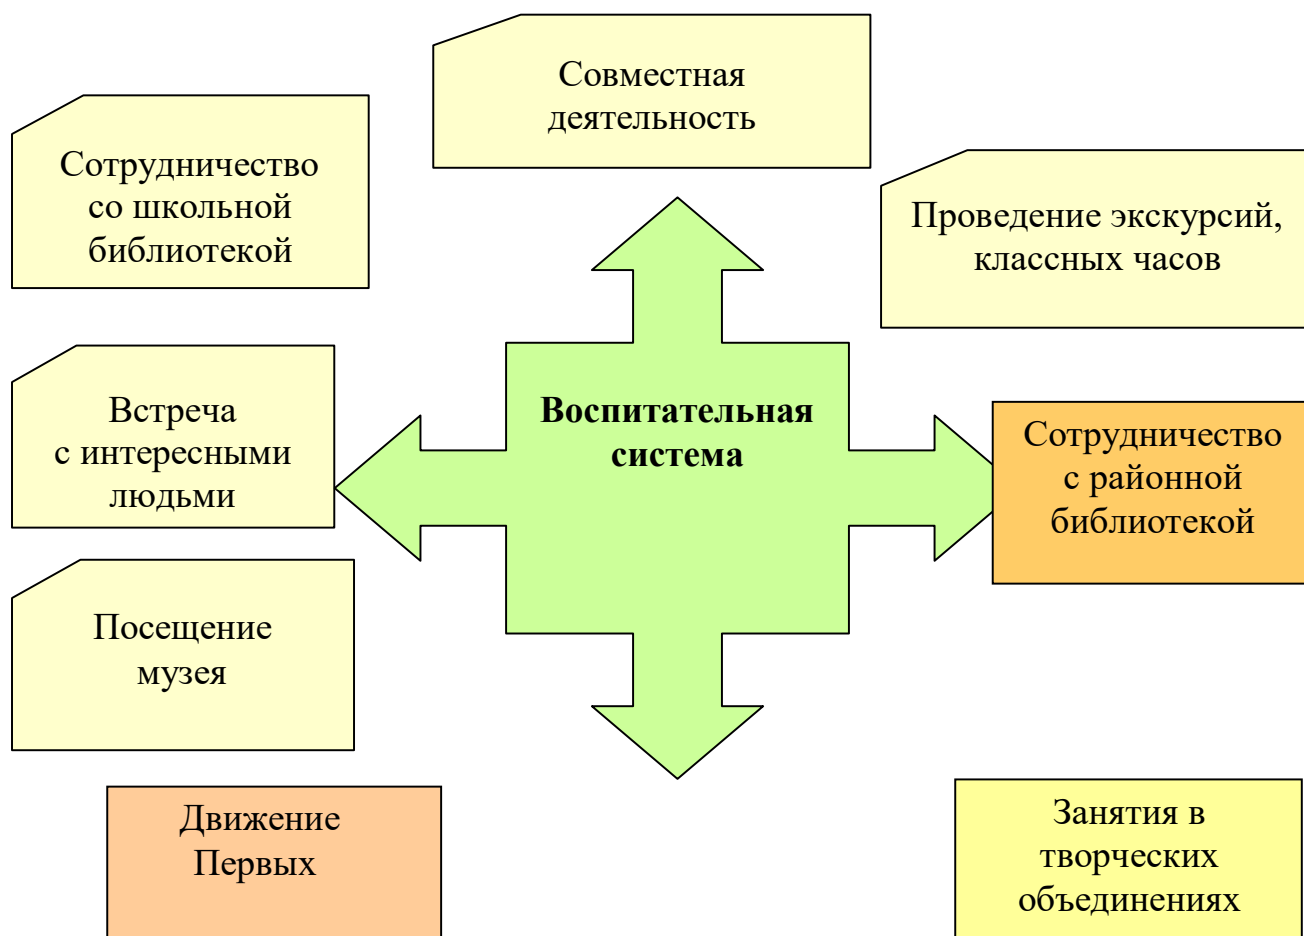 Совместная
деятельность
Сотрудничество
со школьной
библиотекой
Проведение экскурсий,
классных часов
Встреча
с интересными
людьми
Воспитательная
система
Сотрудничество
с районной
библиотекой
Посещение
музея
Движение
Первых
Занятия в
творческих
объединениях